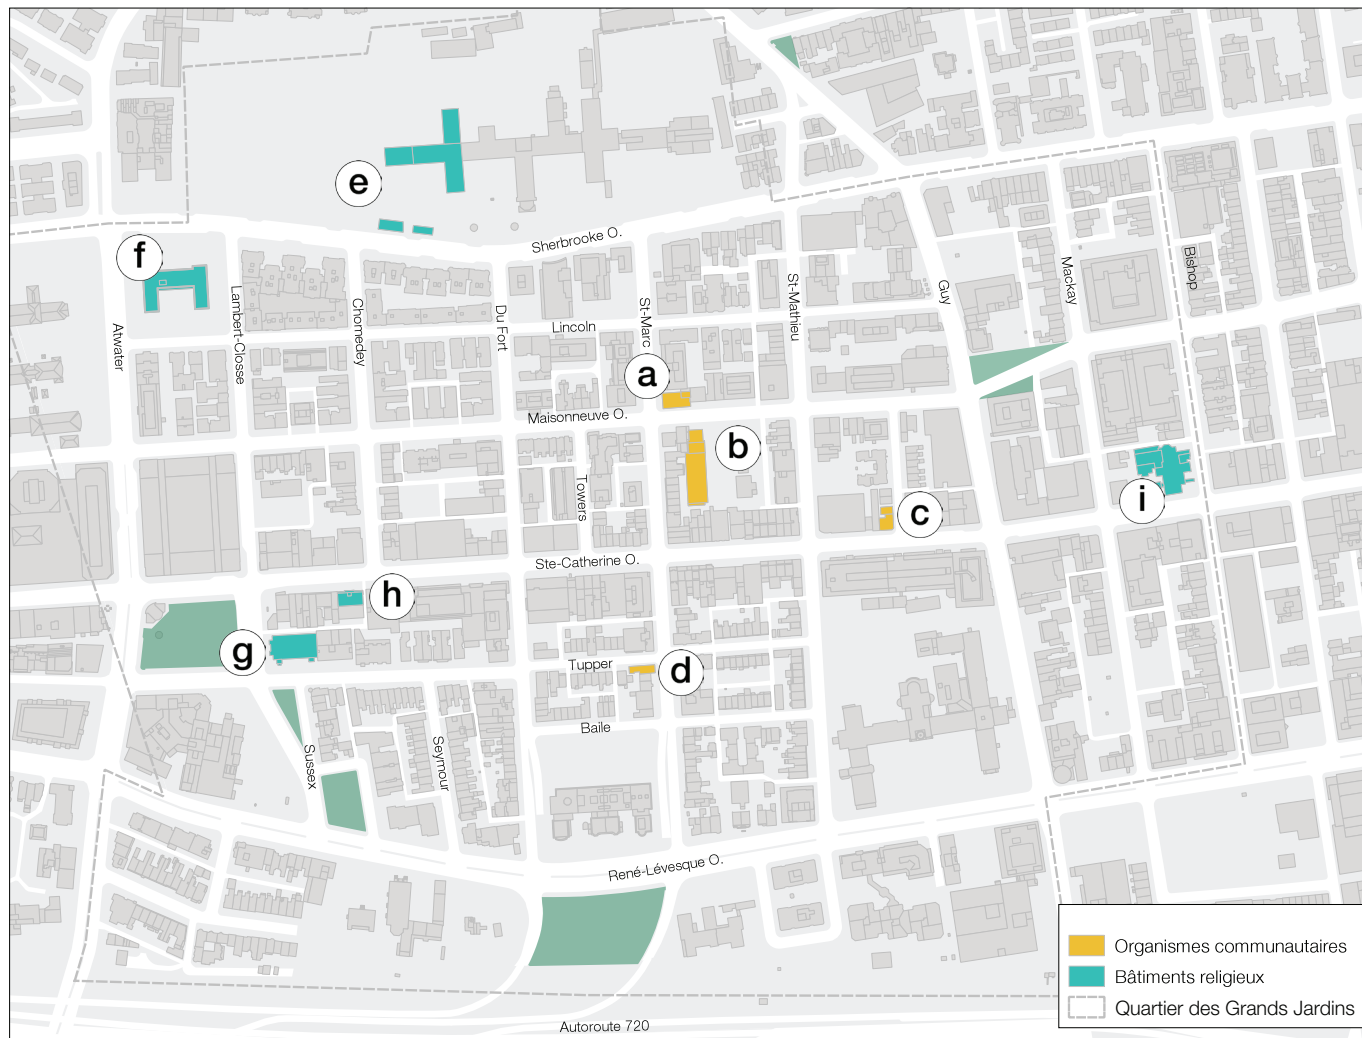 e
Sherbrooke O.
f
Bishop
Mackay
Guy
St-Mathieu
St-Marc
Lambert-Closse
Chomedey
Du Fort
Lincoln
Atwater
a
Maisonneuve O.
b
i
Towers
c
Ste-Catherine O.
h
g
Tupper
d
Baile
Sussex
Seymour
René-Lévesque O.
Organismes communautaires
Bâtiments religieux
Quartier des Grands Jardins
Autoroute 720